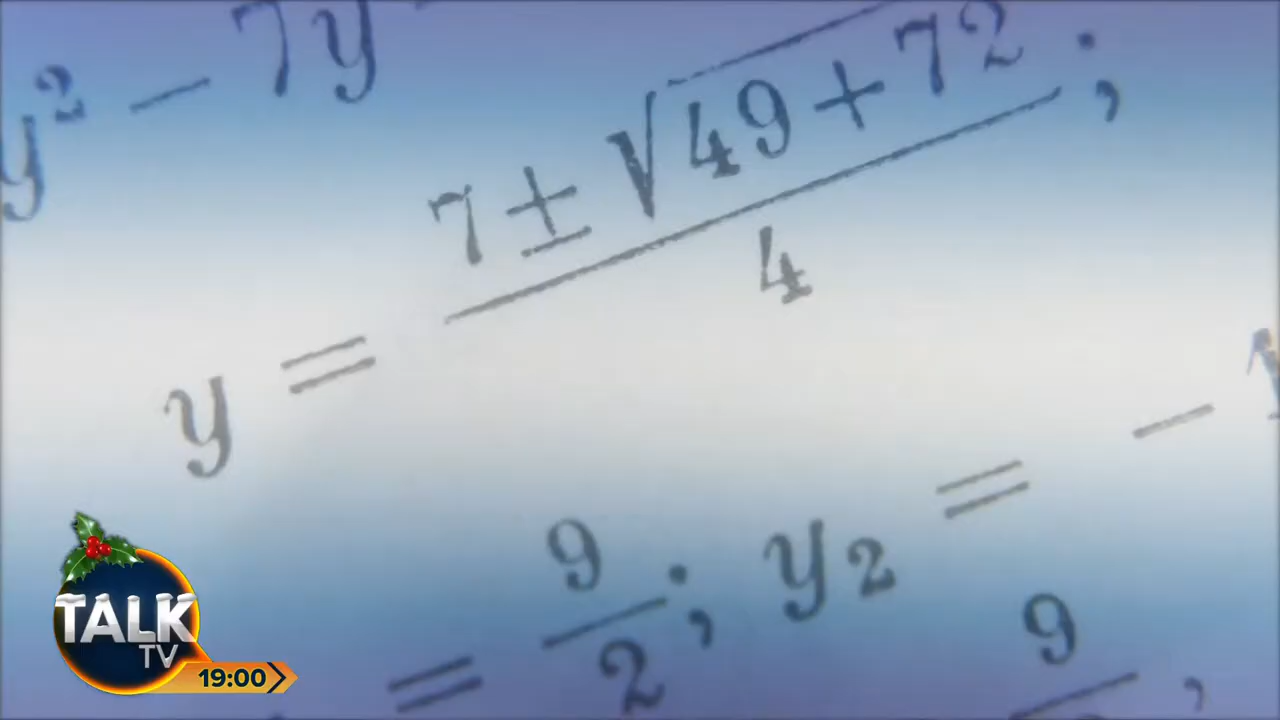 y² − 7y
y = (7 ± √(49 + 72)) / 4 ;
= 9/2 ; y₂ = −
9
TALK
TV
19:00